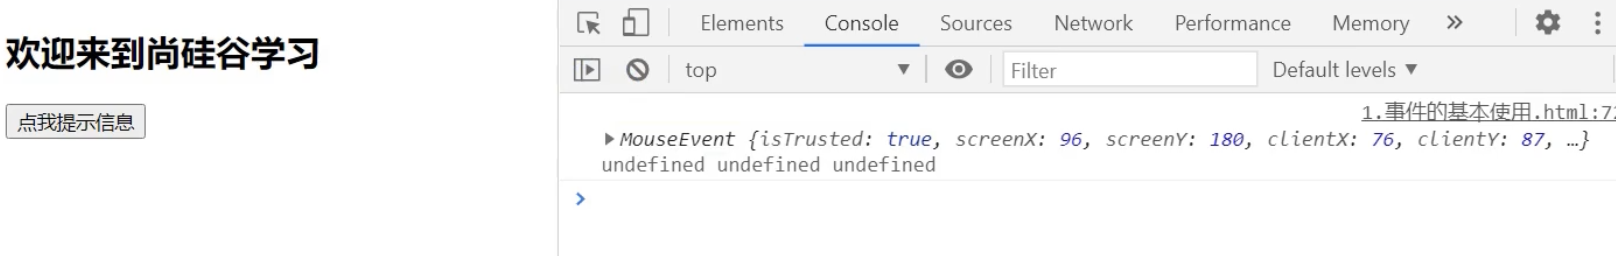 欢迎来到尚硅谷学习
点我提示信息
Elements Console Sources Network Performance Memory »
top Filter Default levels
1.事件的基本使用.html:72
MouseEvent {isTrusted: true, screenX: 96, screenY: 180, clientX: 76, clientY: 87, …}
undefined undefined undefined